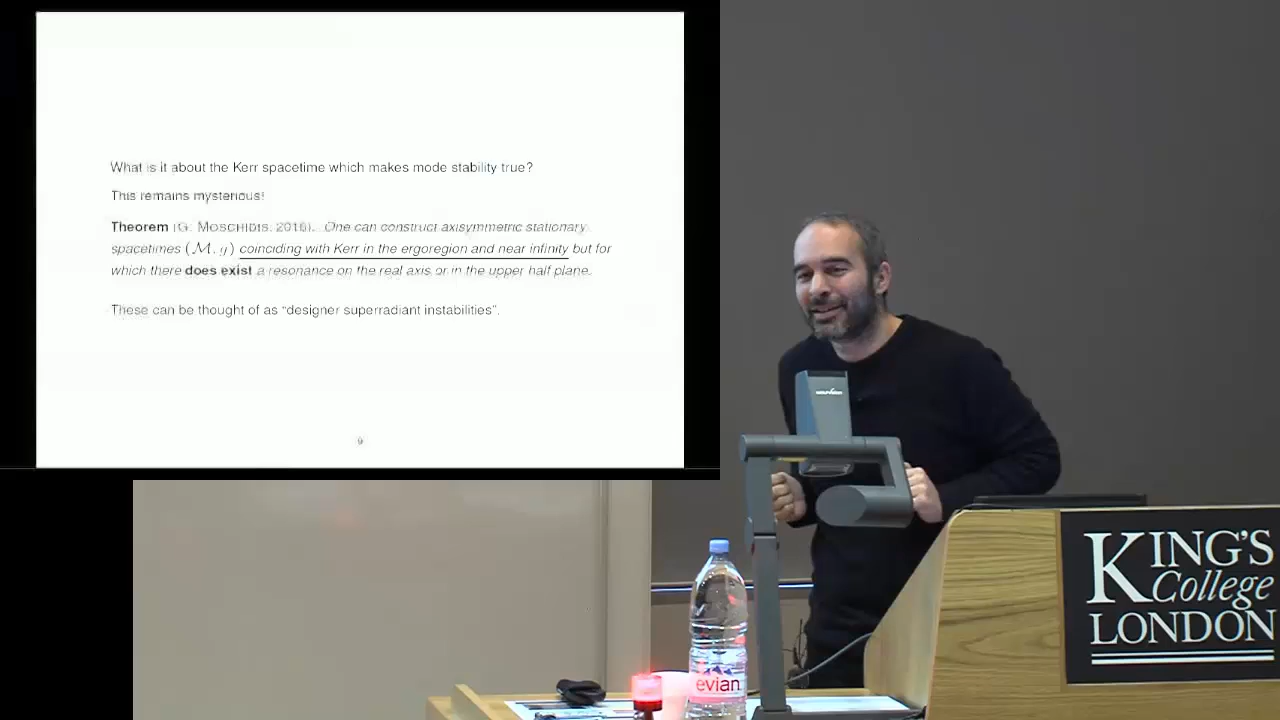 What is it about the Kerr spacetime which makes mode stability true?
This remains mysterious!
Theorem (G. MOSCHIDIS, 2016). One can construct axisymmetric stationary
spacetimes (M, g) coinciding with Kerr in the ergoregion and near infinity but for
which there does exist a resonance on the real axis or in the upper half plane.
These can be thought of as “designer superradiant instabilities”.
9
KING'S
College
LONDON
evian